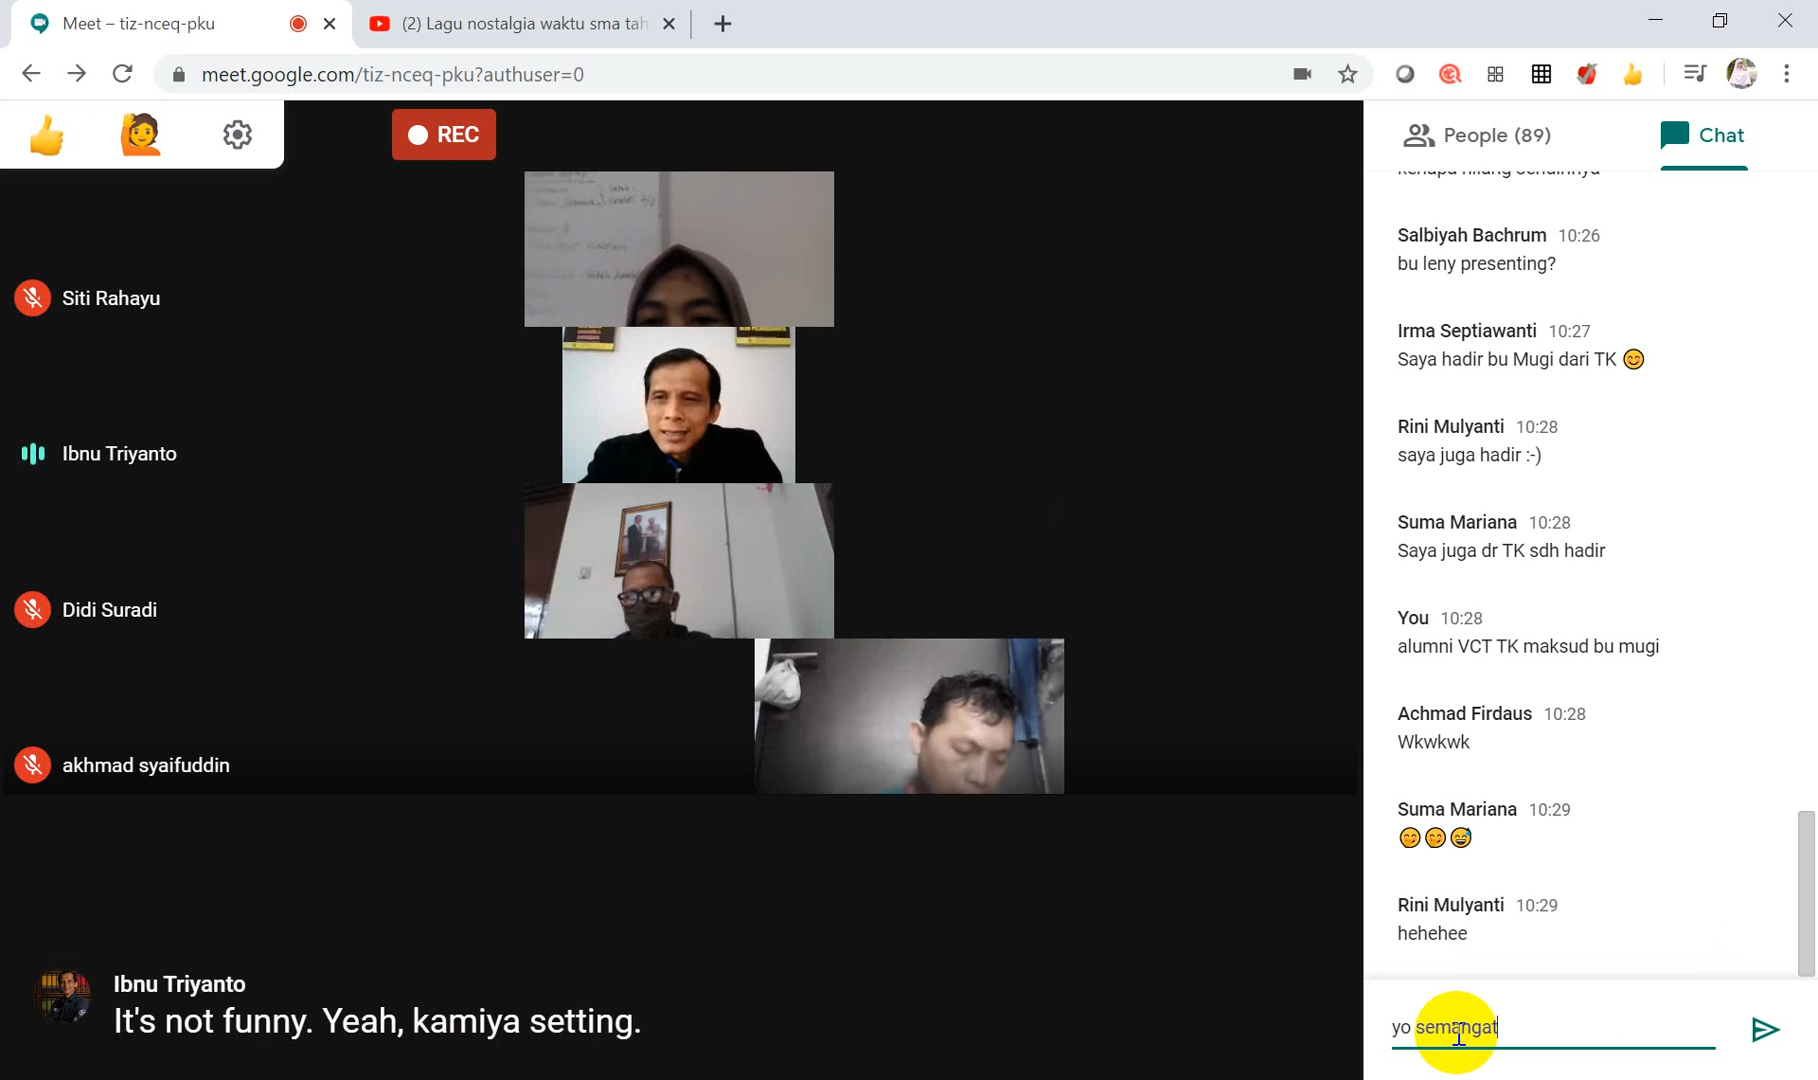 Meet – tiz-nceq-pku
(2) Lagu nostalgia waktu sma tah
meet.google.com/tiz-nceq-pku?authuser=0
REC
People (89)
Chat
Siti Rahayu
Ibnu Triyanto
Didi Suradi
akhmad syaifuddin
Ibnu Triyanto
It's not funny. Yeah, kamiya setting.
kenapa hilang sendirinya
Salbiyah Bachrum 10:26
bu leny presenting?
Irma Septiawanti 10:27
Saya hadir bu Mugi dari TK 😊
Rini Mulyanti 10:28
saya juga hadir :-)
Suma Mariana 10:28
Saya juga dr TK sdh hadir
You 10:28
alumni VCT TK maksud bu mugi
Achmad Firdaus 10:28
Wkwkwk
Suma Mariana 10:29
Rini Mulyanti 10:29
hehehee
yo semangat